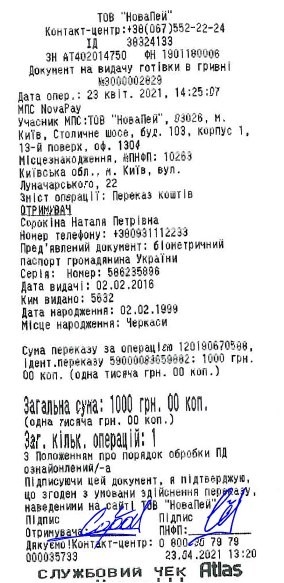 ТОВ "НоваПей"
Контакт-центр:+38(067)552-22-24
ІД 38324133
ЗН АТ402014750 ФН 1901180006
Документ на видачу готівки в гривні
№3000002829
Дата опер.: 23 квіт. 2021, 14:25:07
МПС NovaPay
Учасник МПС:ТОВ "НоваПей", 03026, м.
Київ, Столичне шосе, буд. 103, корпус 1,
13-й поверх, оф. 1304
Місцезнаходження, №ПНФП: 10263
Київська обл., м. Київ, вул.
Луначарського, 22
Зміст операції: Переказ коштів
ОТРИМУВАЧ
Сорокіна Наталя Петрівна
Номер телефону: +380931112233
Пред'явлений документ: біометричний
паспорт громадянина України
Серія: Номер: 586235896
Дата видачі: 02.02.2016
Ким видано: 5632
Дата народження: 02.02.1999
Місце народження: Черкаси
Сума переказу за операцією 120190670588,
ідент.переказу 59000083659882: 1000 грн.
00 коп. (одна тисяча грн. 00 коп.)
Загальна сума: 1000 грн. 00 коп.
(одна тисяча грн. 00 коп.)
Заг. кільк. операцій: 1
З Положенням про порядок обробки ПД
ознайомлений/-а
Підписуючи цей документ, я підтверджую,
що згоден з умовами здійснення переказу,
наведеними на сайті ТОВ "НоваПей"
Підпис Підпис
Отримувача: ПНФП:
Дякуємо!Контакт-центр: 0 800 30 79 79
000035733 23.04.2021 13:20
СЛУЖБОВИЙ ЧЕК Atlas